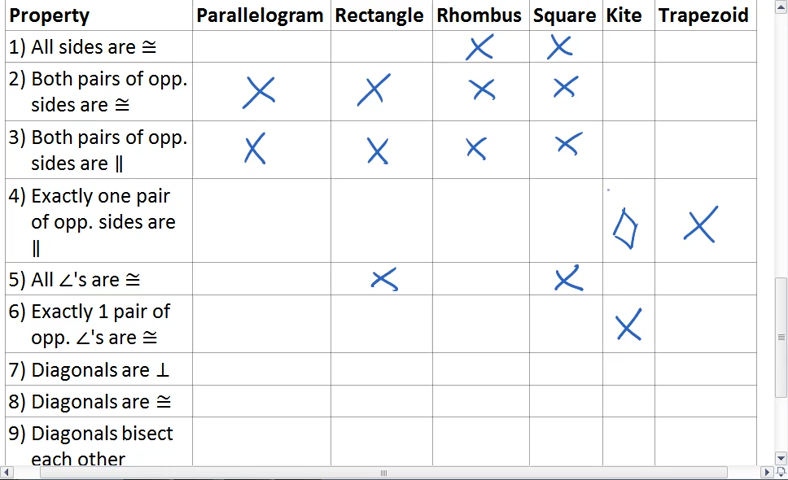 Property Parallelogram Rectangle Rhombus Square Kite Trapezoid
1) All sides are ≅ X X
2) Both pairs of opp.
sides are ≅ X X X X
3) Both pairs of opp.
sides are ∥ X X X X
4) Exactly one pair
of opp. sides are X
∥
5) All ∠'s are ≅ X X
6) Exactly 1 pair of
opp. ∠'s are ≅ X
7) Diagonals are ⊥
8) Diagonals are ≅
9) Diagonals bisect
each other